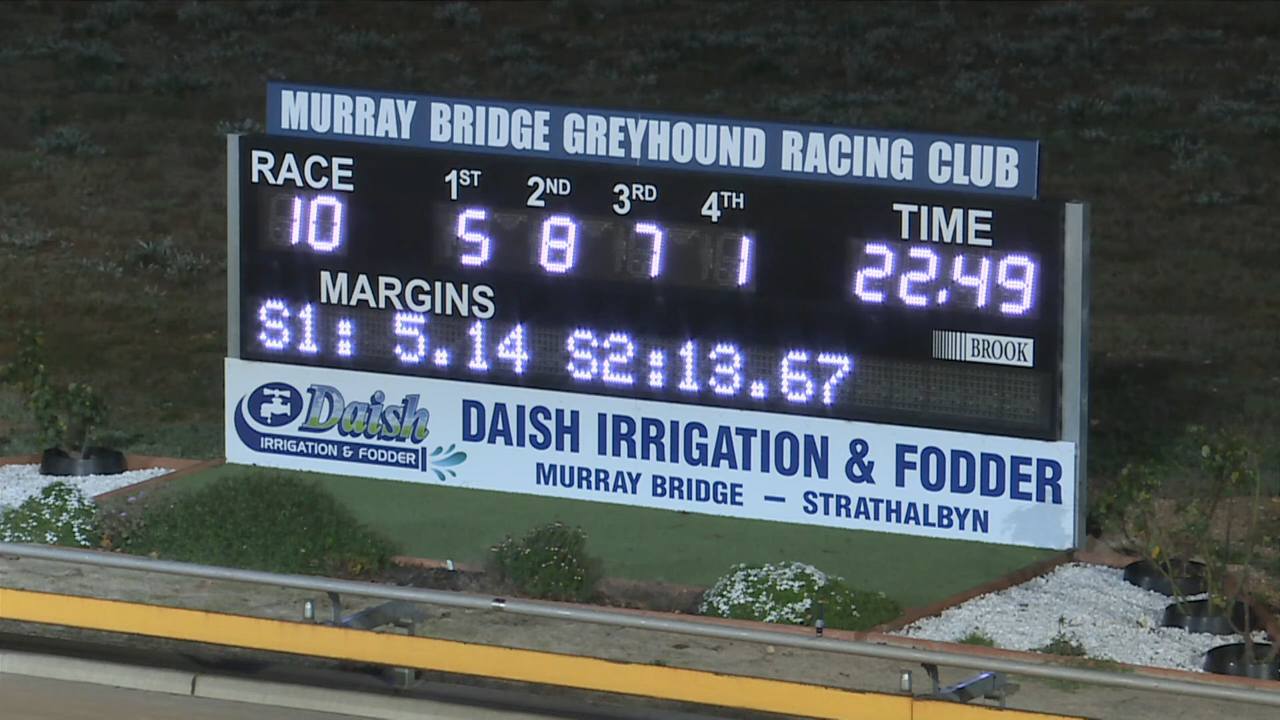 MURRAY BRIDGE GREYHOUND RACING CLUB
RACE 1ST 2ND 3RD 4TH TIME
10 5 8 7 1 22.49
MARGINS
S1: 5.14 S2:13.67
BROOK
Daish
IRRIGATION & FODDER
DAISH IRRIGATION & FODDER
MURRAY BRIDGE – STRATHALBYN